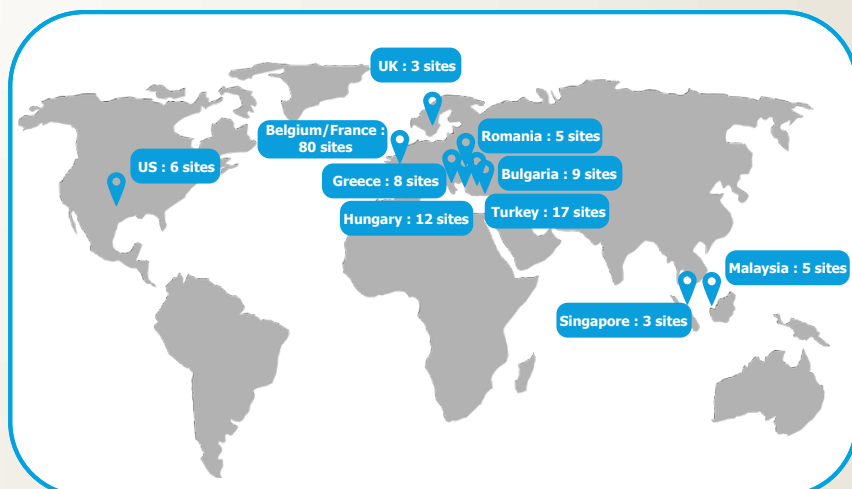 UK : 3 sites
Belgium/France :
80 sites
Romania : 5 sites
US : 6 sites
Greece : 8 sites
Bulgaria : 9 sites
Hungary : 12 sites
Turkey : 17 sites
Malaysia : 5 sites
Singapore : 3 sites